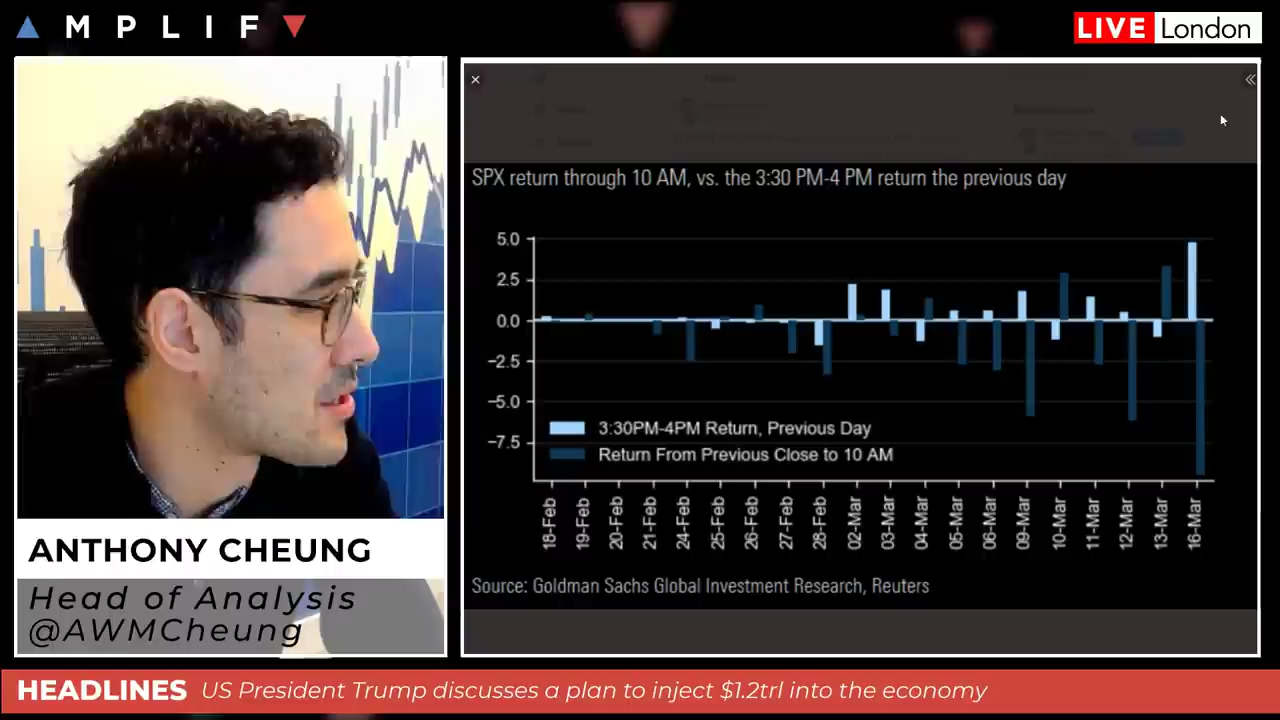 AMPLIFY
LIVE London
SPX return through 10 AM, vs. the 3:30 PM-4 PM return the previous day
5.0
2.5
0.0
−2.5
−5.0
−7.5
3:30PM-4PM Return, Previous Day
Return From Previous Close to 10 AM
18-Feb
19-Feb
20-Feb
21-Feb
24-Feb
25-Feb
26-Feb
27-Feb
28-Feb
02-Mar
03-Mar
04-Mar
05-Mar
06-Mar
09-Mar
10-Mar
11-Mar
12-Mar
13-Mar
16-Mar
Source: Goldman Sachs Global Investment Research, Reuters
ANTHONY CHEUNG
Head of Analysis
@AWMCheung
HEADLINES US President Trump discusses a plan to inject $1.2trl into the economy